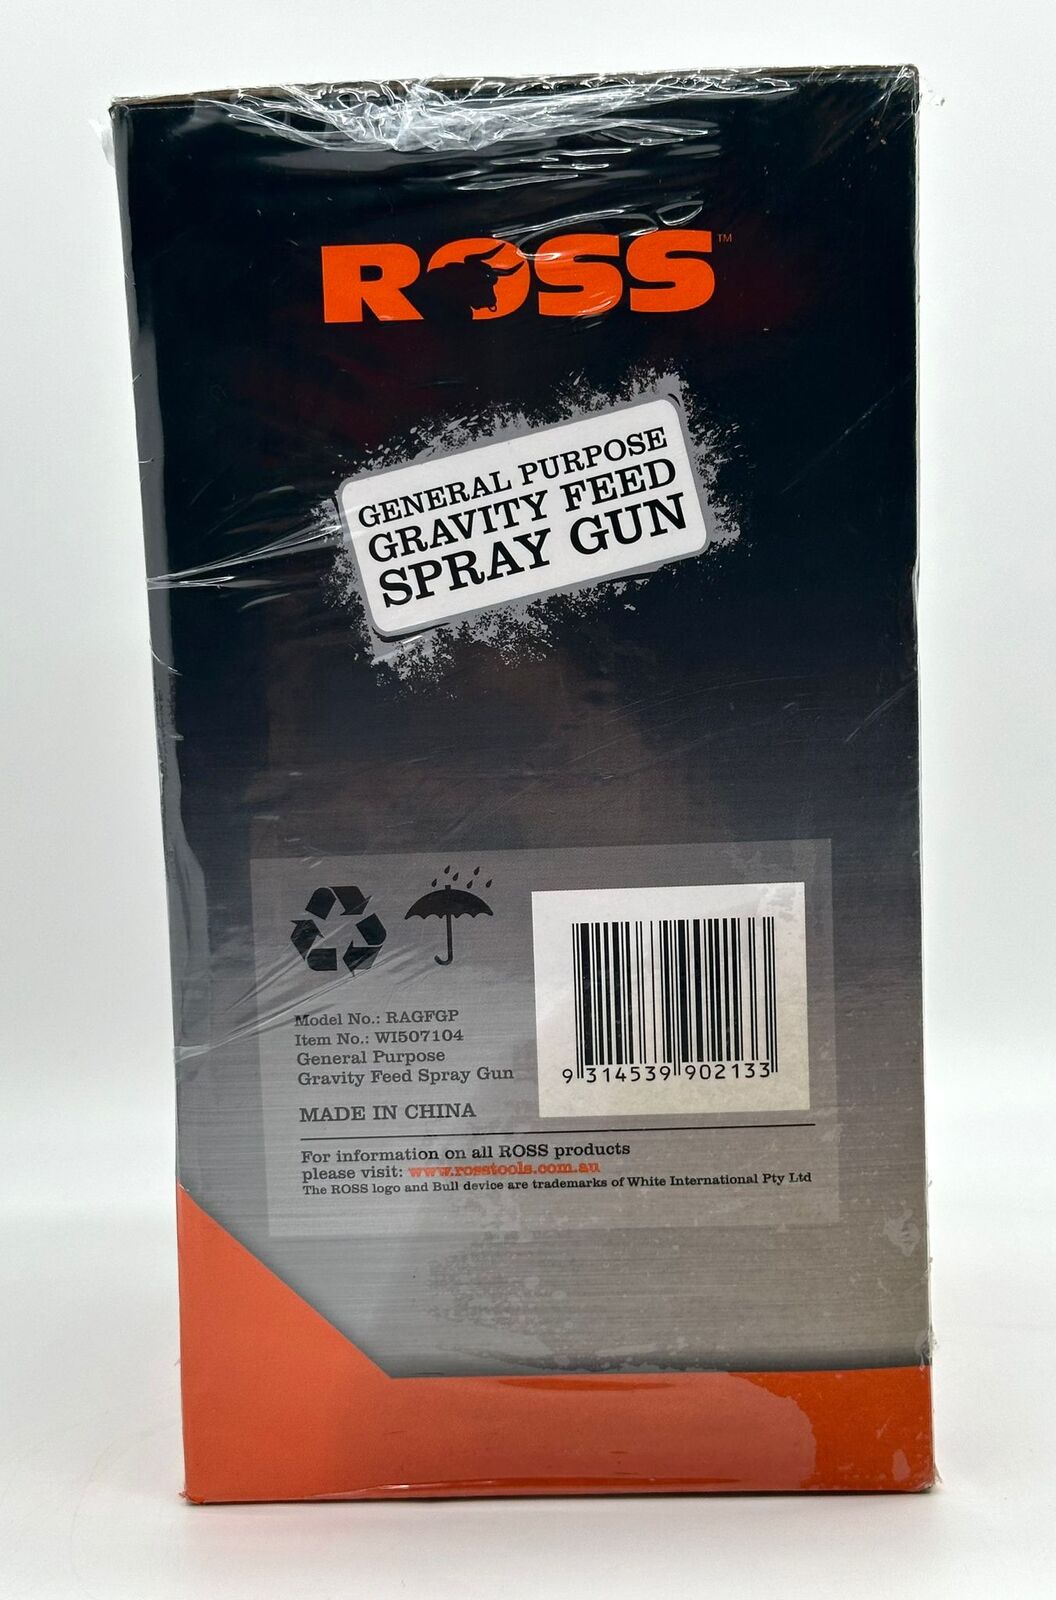 ROSS™
GENERAL PURPOSE
GRAVITY FEED
SPRAY GUN
Model No.: RAGFGP
Item No.: WI507104
General Purpose
Gravity Feed Spray Gun
MADE IN CHINA
9 314539 902133
For information on all ROSS products
please visit: www.rosstools.com.au
The ROSS logo and Bull device are trademarks of White International Pty Ltd